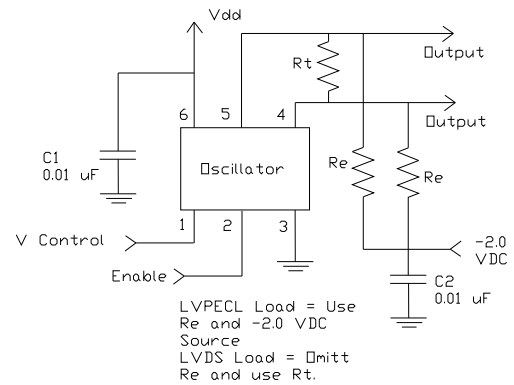 Vdd
Output
Rt
6
5
4
Output
C1
0.01 uF
Oscillator
Re
Re
1
2
3
V Control
-2.0
VDC
Enable
C2
0.01 uF
LVPECL Load = Use
Re and -2.0 VDC
Source
LVDS Load = Omitt
Re and use Rt.